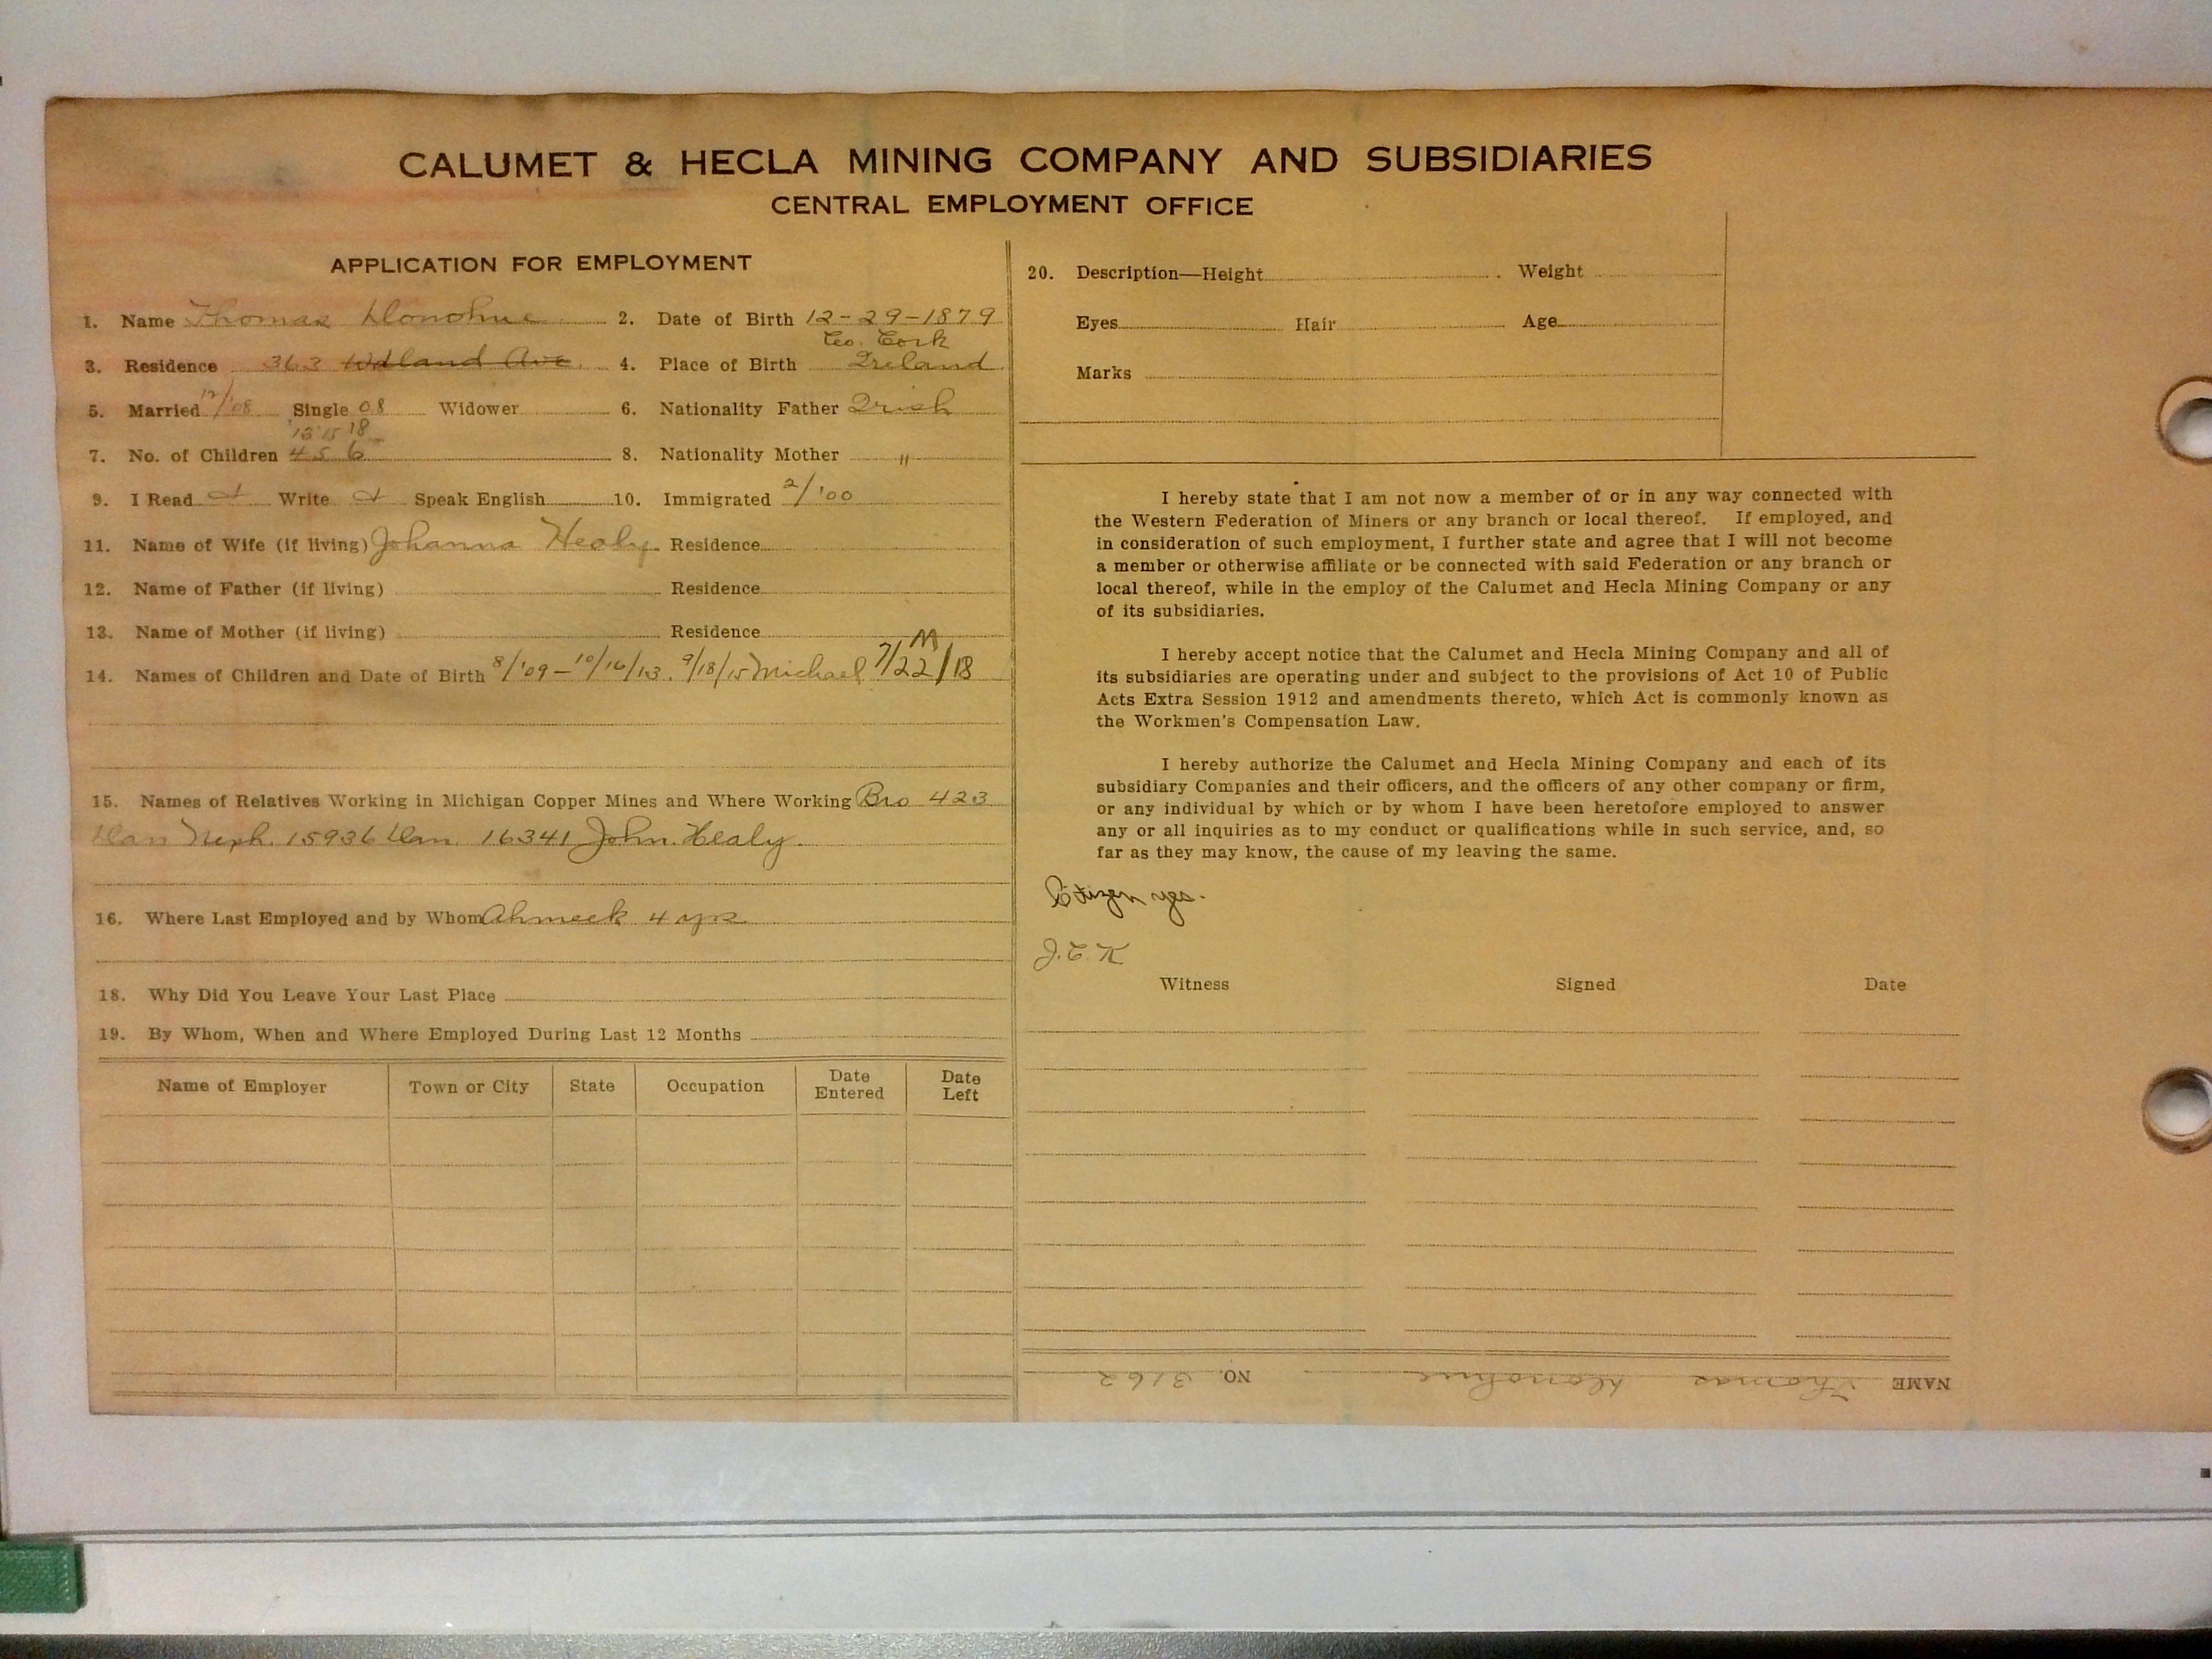 CALUMET & HECLA MINING COMPANY AND SUBSIDIARIES
CENTRAL EMPLOYMENT OFFICE
APPLICATION FOR EMPLOYMENT
1. Name Thomas Donohue 2. Date of Birth 12-29-1879
Co. Cork
3. Residence 363 Wdland Ave. 4. Place of Birth Ireland
5. Married 12/'08 Single 08 Widower 6. Nationality Father Irish
'13 '15 18
7. No. of Children 4 5 6 8. Nationality Mother "
9. I Read Write Speak English 10. Immigrated 2/'00
11. Name of Wife (if living) Johanna Healy Residence
12. Name of Father (if living) Residence
13. Name of Mother (if living) Residence
M
14. Names of Children and Date of Birth 8/'09 - 10/16/13. 9/18/15 Michael 7/22/18
15. Names of Relatives Working in Michigan Copper Mines and Where Working Bro 423
Dan Neph. 15936 Dan. 16341 John. Healy.
16. Where Last Employed and by Whom Ahmeek 4 yrs
18. Why Did You Leave Your Last Place
19. By Whom, When and Where Employed During Last 12 Months
Name of Employer Town or City State Occupation Date Entered Date Left
20. Description—Height Weight
Eyes Hair Age
Marks
I hereby state that I am not now a member of or in any way connected with
the Western Federation of Miners or any branch or local thereof. If employed, and
in consideration of such employment, I further state and agree that I will not become
a member or otherwise affiliate or be connected with said Federation or any branch or
local thereof, while in the employ of the Calumet and Hecla Mining Company or any
of its subsidiaries.
I hereby accept notice that the Calumet and Hecla Mining Company and all of
its subsidiaries are operating under and subject to the provisions of Act 10 of Public
Acts Extra Session 1912 and amendments thereto, which Act is commonly known as
the Workmen's Compensation Law.
I hereby authorize the Calumet and Hecla Mining Company and each of its
subsidiary Companies and their officers, and the officers of any other company or firm,
or any individual by which or by whom I have been heretofore employed to answer
any or all inquiries as to my conduct or qualifications while in such service, and, so
far as they may know, the cause of my leaving the same.
Citizen yes.
J. E. K
Witness Signed Date
NAME Thomas Donohue NO. 3162